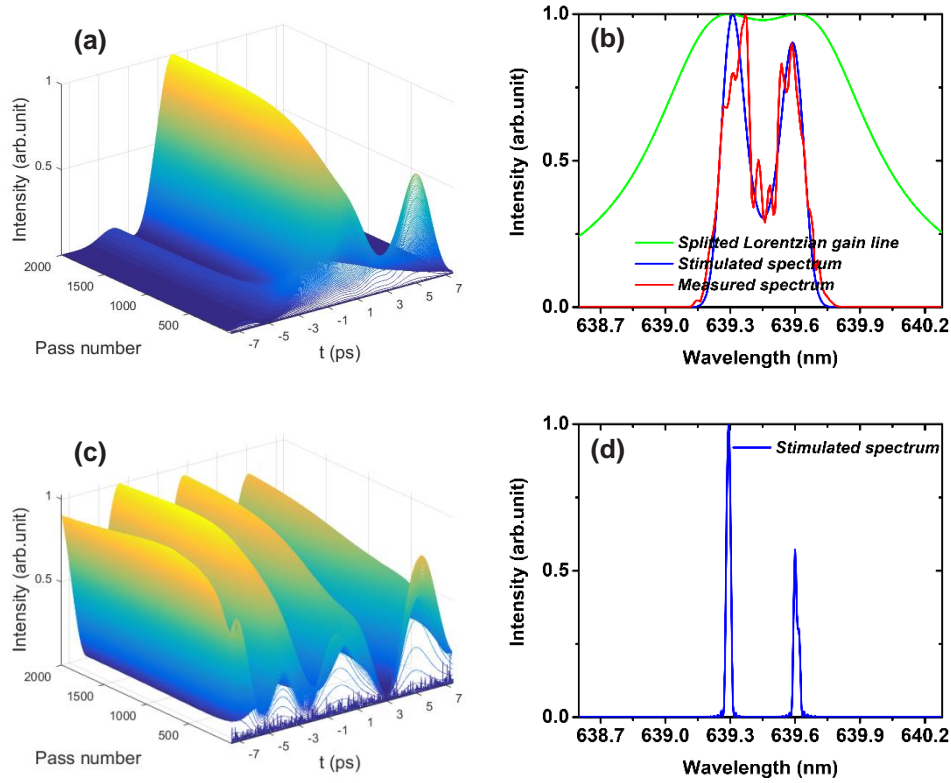 (a)
Intensity (arb.unit)
1
0.5
2000
1500
1000
500
Pass number
-7
-5
-3
-1
1
3
5
7
t (ps)
(b)
Intensity (arb.unit)
1.0
0.5
0.0
Splitted Lorentzian gain line
Stimulated spectrum
Measured spectrum
638.7 639.0 639.3 639.6 639.9 640.2
Wavelength (nm)
(c)
Intensity (arb.unit)
1
0.5
2000
1500
1000
500
Pass number
-7
-5
-3
-1
1
3
5
7
t (ps)
(d)
Intensity (arb.unit)
1.0
0.5
0.0
Stimulated spectrum
638.7 639.0 639.3 639.6 639.9 640.2
Wavelength (nm)